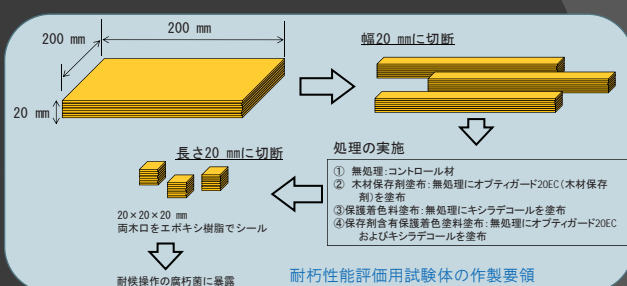 200 mm
200 mm
20 mm
幅20 mmに切断
処理の実施
① 無処理:コントロール材
② 木材保存剤塗布:無処理にオプティガード20EC(木材保存
剤)を塗布
③保護着色料塗布:無処理にキシラデコールを塗布
④保存剤含有保護着色塗料塗布:無処理にオプティガード20EC
およびキシラデコールを塗布
長さ20 mmに切断
20×20×20 mm
両木口をエポキシ樹脂でシール
耐候操作の腐朽菌に暴露
耐朽性能評価用試験体の作製要領